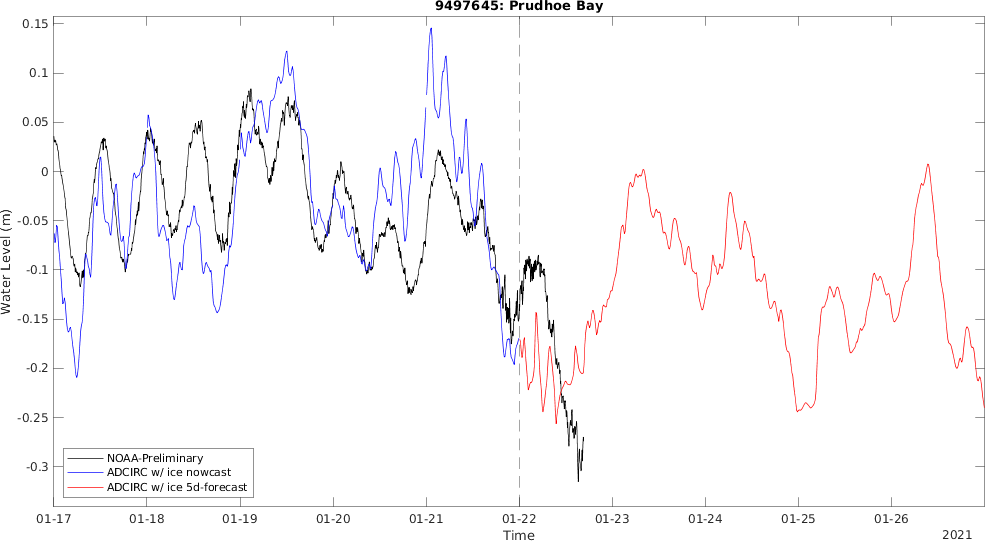 9497645: Prudhoe Bay
0.15
0.1
0.05
0
-0.05
-0.1
-0.15
-0.2
-0.25
-0.3
Water Level (m)
NOAA-Preliminary
ADCIRC w/ ice nowcast
ADCIRC w/ ice 5d-forecast
01-17 01-18 01-19 01-20 01-21 01-22 01-23 01-24 01-25 01-26
Time
2021